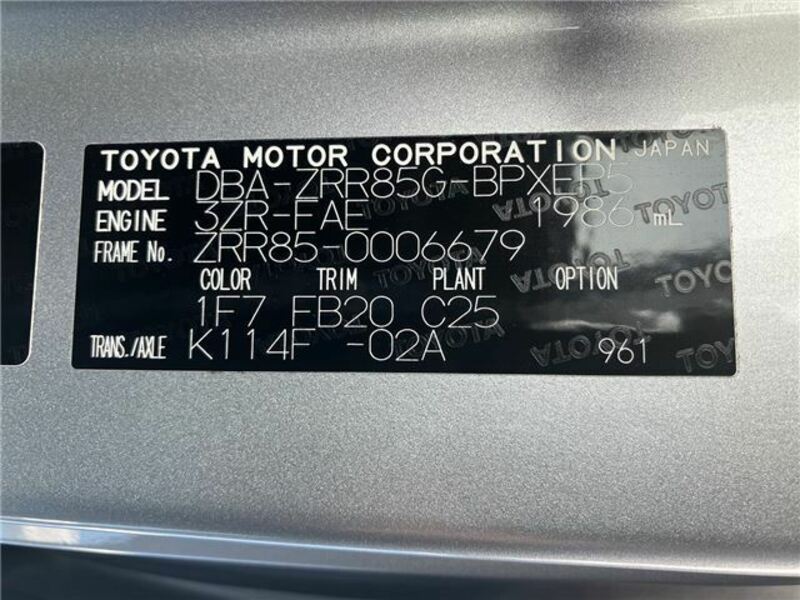 TOYOTA MOTOR CORPORATION JAPAN
MODEL DBA-ZRR85G-BPXEP5
ENGINE 3ZR-FAE 1986 mL
FRAME No. ZRR85-0006679
COLOR TRIM PLANT OPTION
1F7 FB20 C25
TRANS./AXLE K114F -02A 961